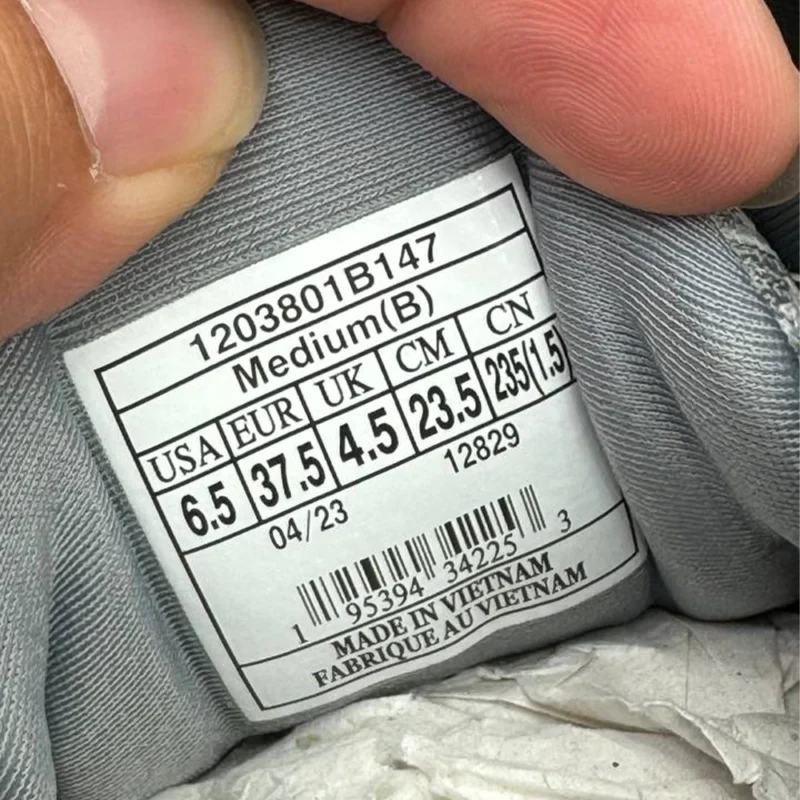 1203801B147
Medium(B)
USA EUR UK CM CN
6.5 37.5 4.5 23.5 235(1.5)
04/23 12829
1 95394 34225 3
MADE IN VIETNAM
FABRIQUE AU VIETNAM